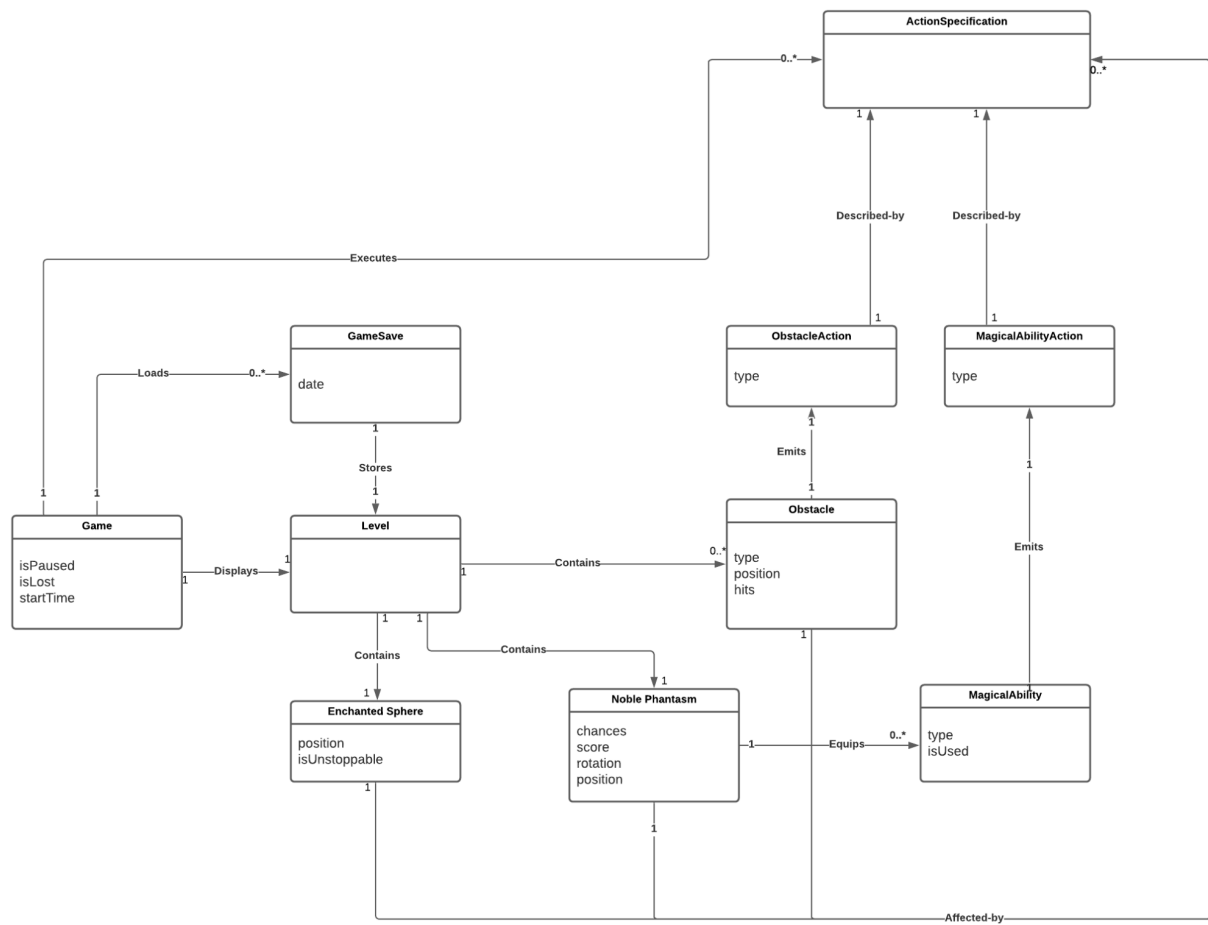 ActionSpecification
0..*
0..*
1
1
Described-by
Described-by
Executes
1
1
GameSave
date
ObstacleAction
type
MagicalAbilityAction
type
Loads
0..*
1
Stores
1
1
Emits
1
1
Emits
1
1
1
Game
isPaused
isLost
startTime
1
Displays
1
Level
1
Contains
0..*
Obstacle
type
position
hits
1
1
Contains
1
Contains
1
1
Enchanted Sphere
position
isUnstoppable
1
Noble Phantasm
chances
score
rotation
position
1
1
Equips
0..*
MagicalAbility
type
isUsed
Affected-by